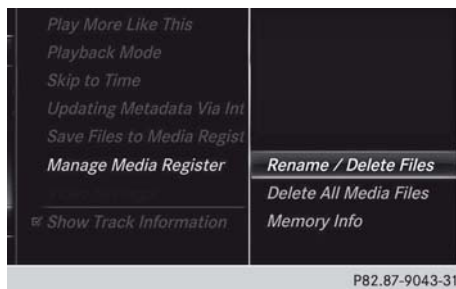 Play More Like This
Playback Mode
Skip to Time
Updating Metadata Via Int
Save Files to Media Regist
Manage Media Register
Rename / Delete Files
Delete All Media Files
Show Track Information
Memory Info
P82.87-9043-31